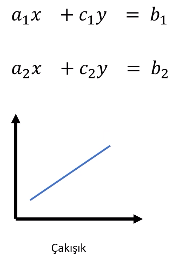 a₁x + c₁y = b₁
a₂x + c₂y = b₂
Çakışık